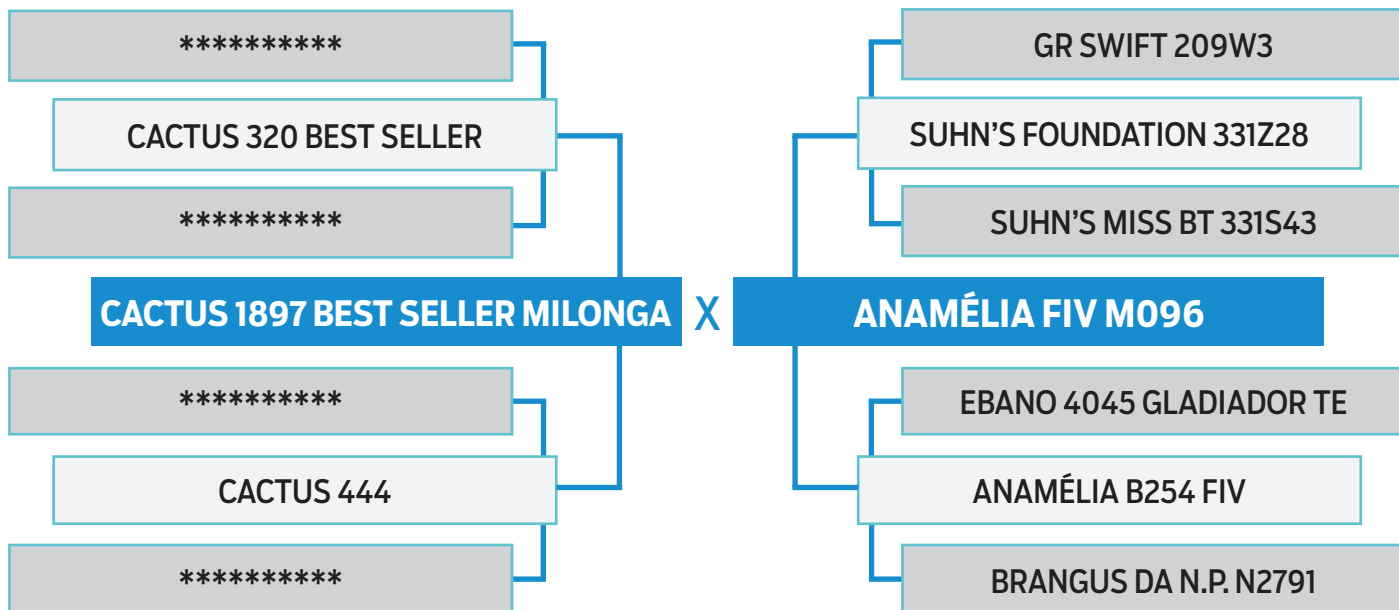 **********
CACTUS 320 BEST SELLER
**********
CACTUS 1897 BEST SELLER MILONGA
**********
CACTUS 444
**********
X
GR SWIFT 209W3
SUHN'S FOUNDATION 331Z28
SUHN'S MISS BT 331S43
ANAMÉLIA FIV M096
EBANO 4045 GLADIADOR TE
ANAMÉLIA B254 FIV
BRANGUS DA N.P. N2791